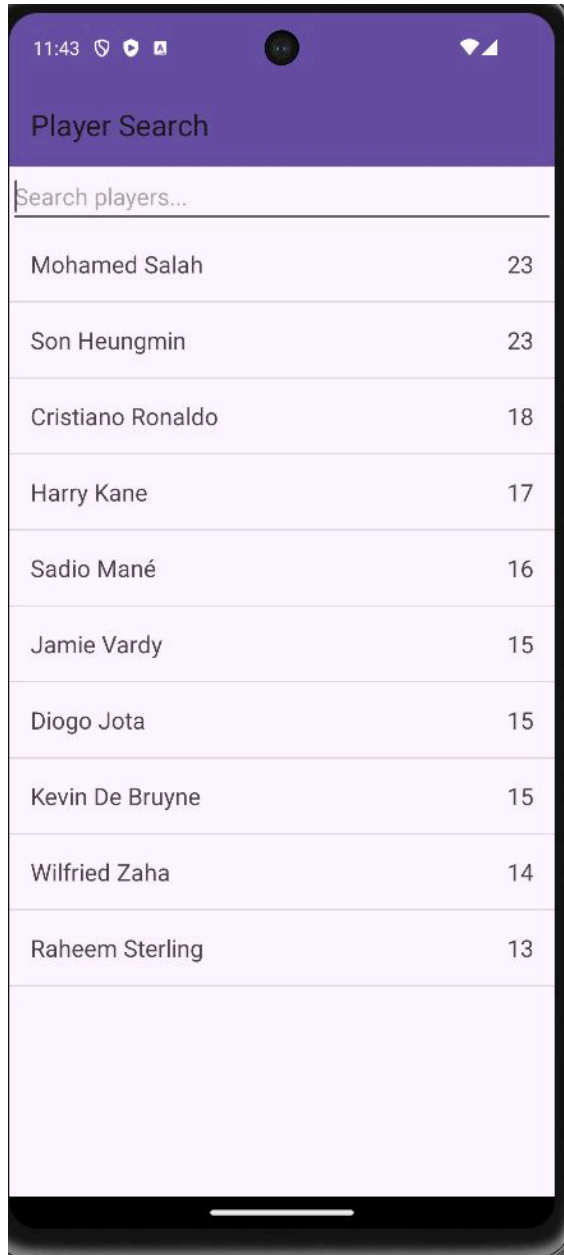 11:43
Player Search
Search players...
Mohamed Salah 23
Son Heungmin 23
Cristiano Ronaldo 18
Harry Kane 17
Sadio Mané 16
Jamie Vardy 15
Diogo Jota 15
Kevin De Bruyne 15
Wilfried Zaha 14
Raheem Sterling 13